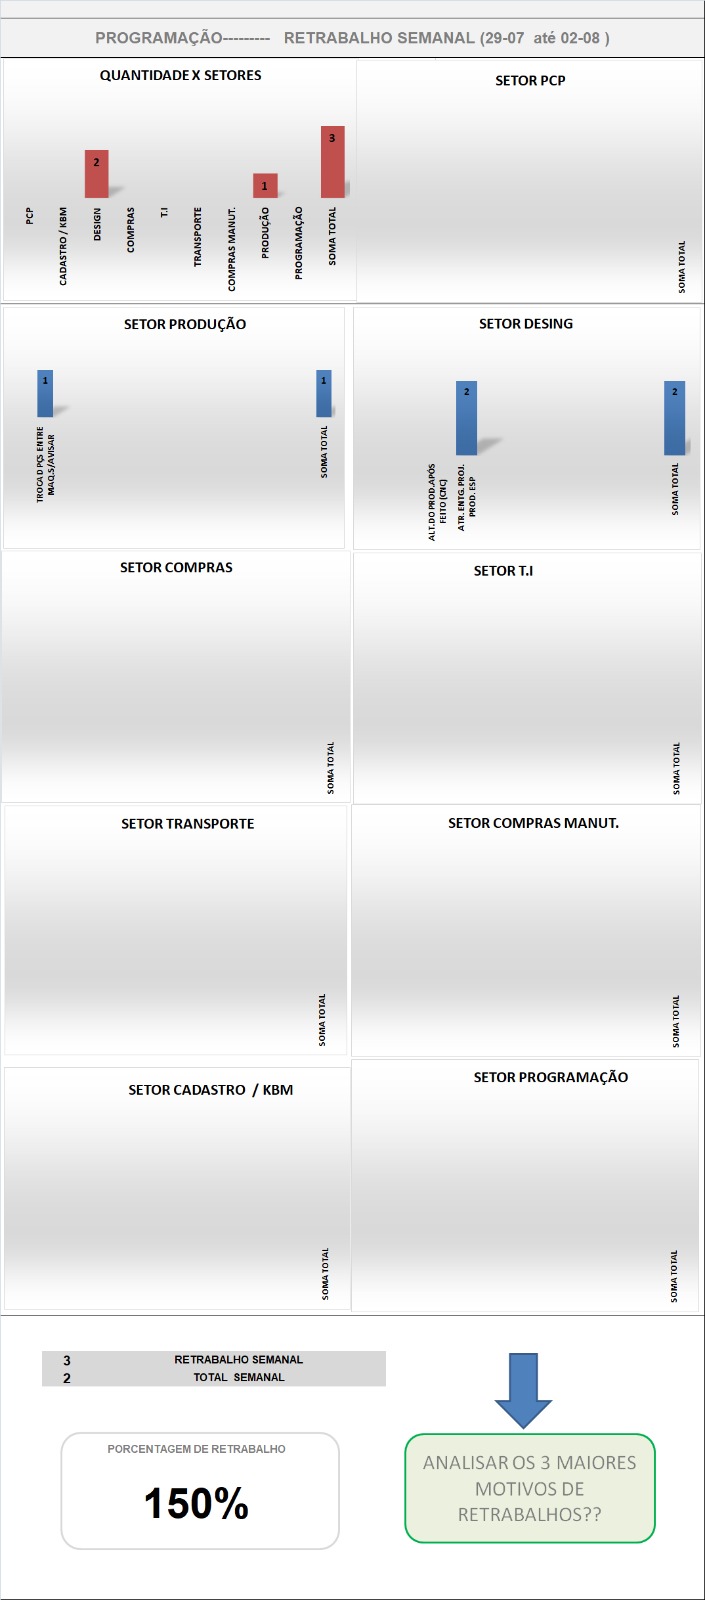 PROGRAMAÇÃO--------- RETRABALHO SEMANAL (29-07 até 02-08 )
QUANTIDADE X SETORES
2
1
3
PCP
CADASTRO / KBM
DESIGN
COMPRAS
T.I
TRANSPORTE
COMPRAS MANUT.
PRODUÇÃO
PROGRAMAÇÃO
SOMA TOTAL
SETOR PCP
SOMA TOTAL
SETOR PRODUÇÃO
1
1
TROCA D PÇS. ENTRE
MAQ.S/AVISAR
SOMA TOTAL
SETOR DESING
2
2
ALT.DO PROD.APÓS
FEITO (CNC)
ATR. ENTG. PROJ.
PROD. ESP
SOMA TOTAL
SETOR COMPRAS
SOMA TOTAL
SETOR T.I
SOMA TOTAL
SETOR TRANSPORTE
SOMA TOTAL
SETOR COMPRAS MANUT.
SOMA TOTAL
SETOR CADASTRO / KBM
SOMA TOTAL
SETOR PROGRAMAÇÃO
SOMA TOTAL
3 RETRABALHO SEMANAL
2 TOTAL SEMANAL
PORCENTAGEM DE RETRABALHO
150%
ANALISAR OS 3 MAIORES
MOTIVOS DE
RETRABALHOS??